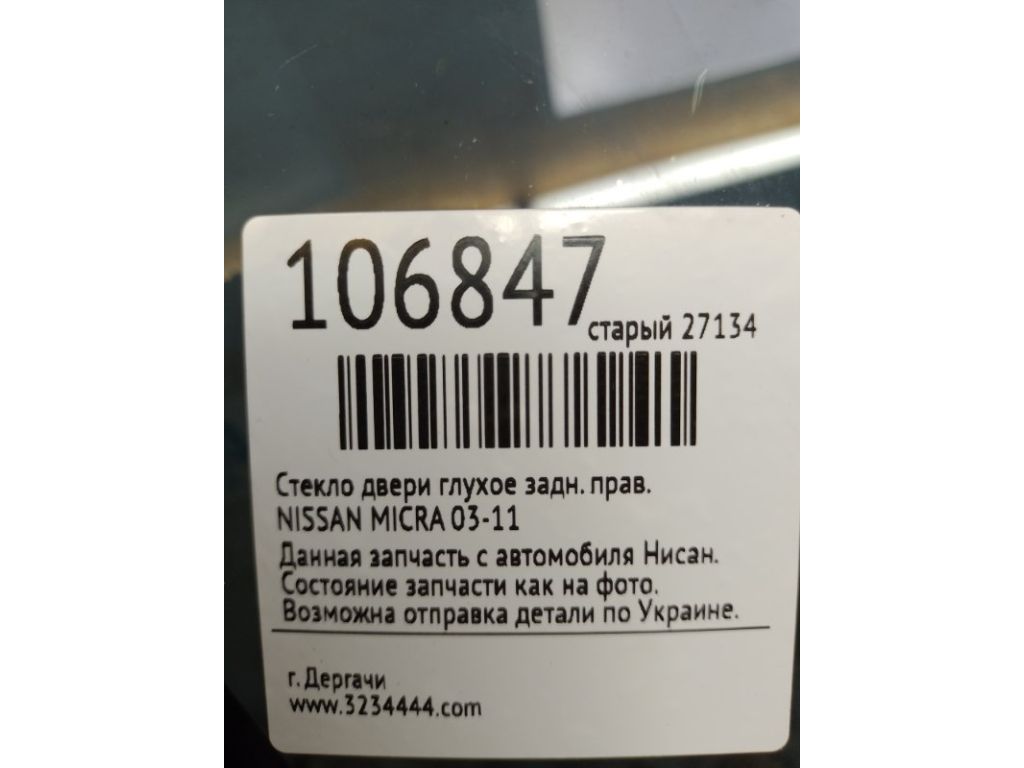 106847
старый 27134
Стекло двери глухое задн. прав.
NISSAN MICRA 03-11
Данная запчасть с автомобиля Нисан.
Состояние запчасти как на фото.
Возможна отправка детали по Украине.
г. Дергачи
www.3234444.com